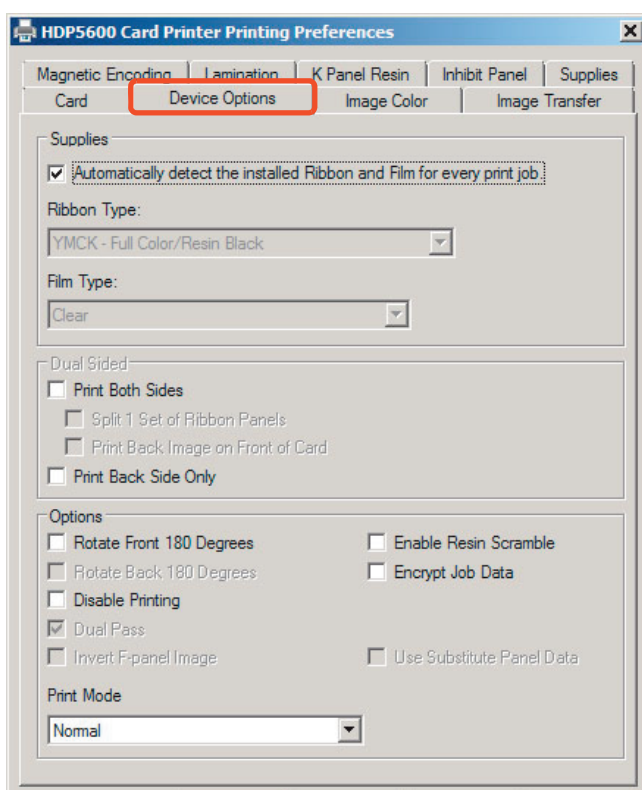 HDP5600 Card Printer Printing Preferences
Magnetic Encoding Lamination K Panel Resin Inhibit Panel Supplies
Card Device Options Image Color Image Transfer
Supplies
Automatically detect the installed Ribbon and Film for every print job.
Ribbon Type:
YMCK - Full Color/Resin Black
Film Type:
Clear
Dual Sided
Print Both Sides
Split 1 Set of Ribbon Panels
Print Back Image on Front of Card
Print Back Side Only
Options
Rotate Front 180 Degrees Enable Resin Scramble
Rotate Back 180 Degrees Encrypt Job Data
Disable Printing
Dual Pass
Invert F-panel Image Use Substitute Panel Data
Print Mode
Normal